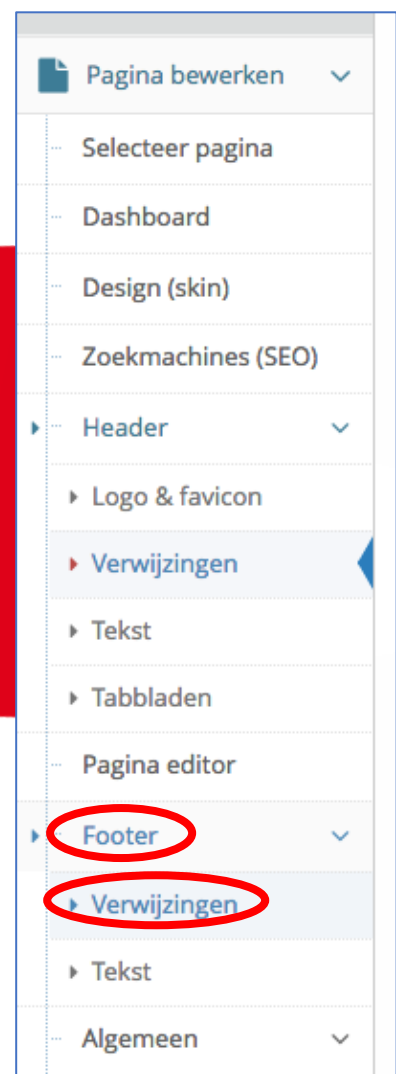 Pagina bewerken
Selecteer pagina
Dashboard
Design (skin)
Zoekmachines (SEO)
Header
Logo & favicon
Verwijzingen
Tekst
Tabbladen
Pagina editor
Footer
Verwijzingen
Tekst
Algemeen